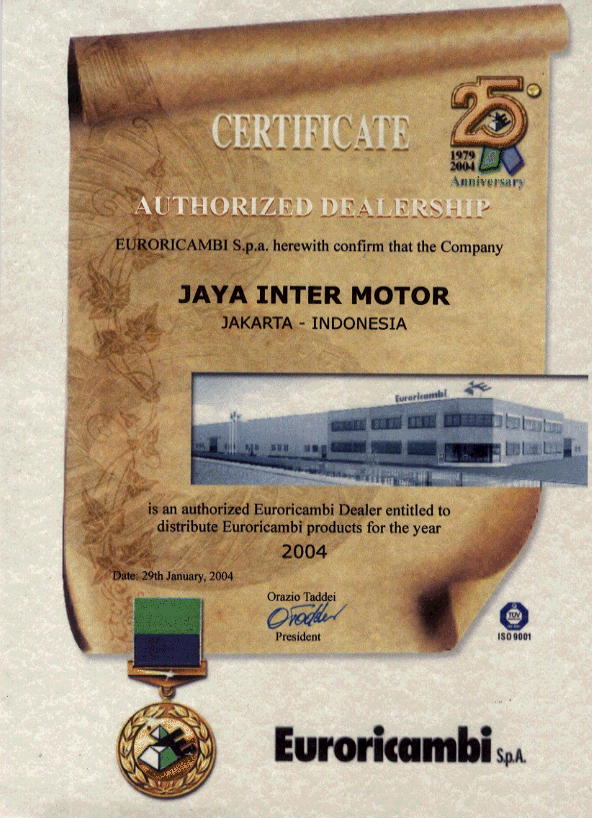 CERTIFICATE
25
1979
2004
Anniversary
AUTHORIZED DEALERSHIP
EURORICAMBI S.p.a. herewith confirm that the Company
JAYA INTER MOTOR
JAKARTA - INDONESIA
Euroricambi
is an authorized Euroricambi Dealer entitled to
distribute Euroricambi products for the year
2004
Date: 29th January, 2004
Orazio Taddei
OTaddei
President
TÜV
ISO 9001
Euroricambi S.p.A.